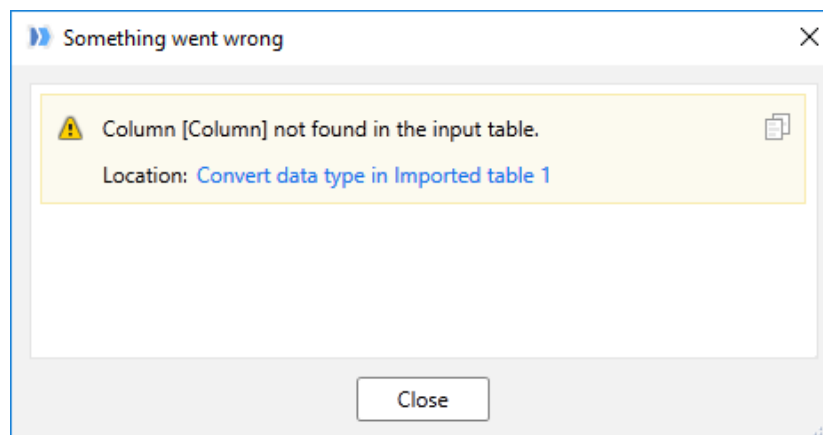 Something went wrong
Column [Column] not found in the input table.
Location: Convert data type in Imported table 1
Close